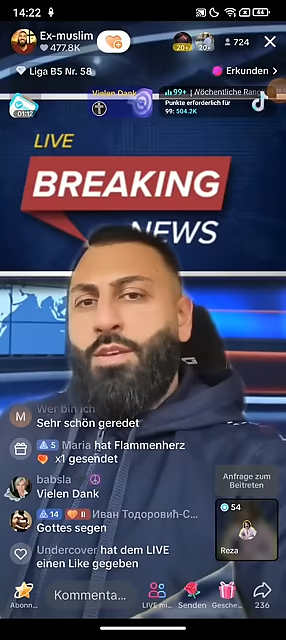 14:22
44
Ex-muslim
477.8K
20+
20+
724
Liga B5 Nr. 58
Erkunden
01:12
Vielen Dank
99+ | Wöchentliche Rang
Punkte erforderlich für
99: 504.2K
LIVE
BREAKING
NEWS
Wer bin ich
M
Sehr schön geredet
5 Maria hat Flammenherz
x1 gesendet
babsla
Vielen Dank
14 II Иван Тодоровић-С...
Gottes segen
Undercover hat dem LIVE
einen Like gegeben
Anfrage zum
Beitreten
54
Reza
Abonn...
Kommenta...
LIVE mi...
Senden
Gesche...
236